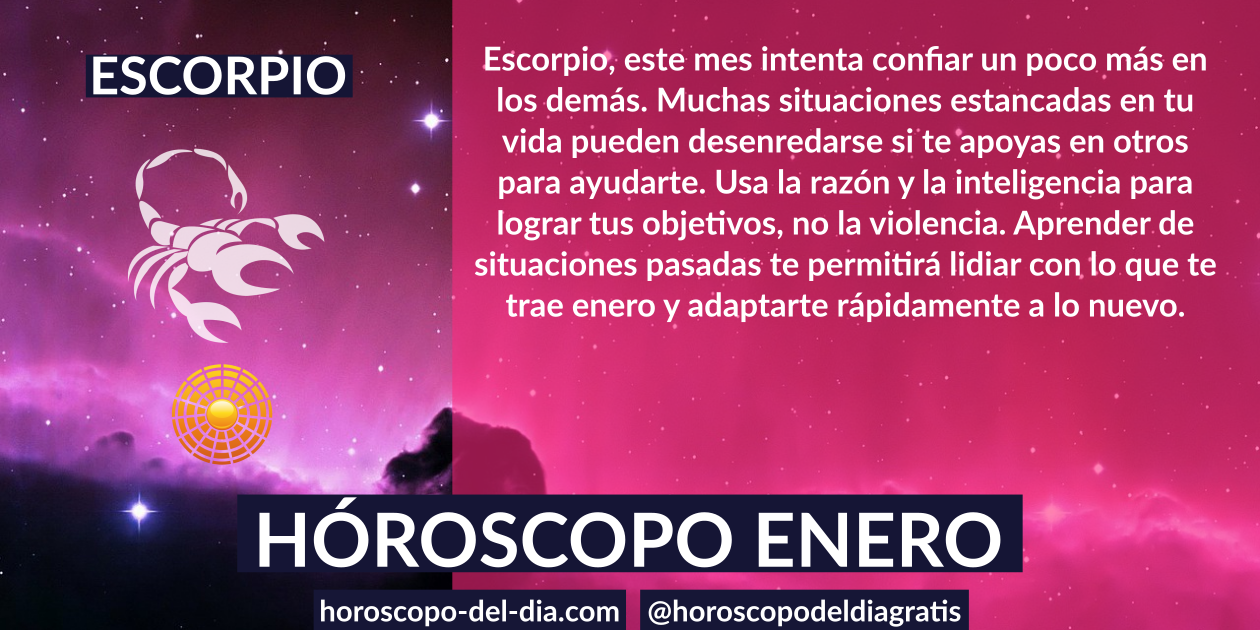 ESCORPIO
Escorpio, este mes intenta confiar un poco más en
los demás. Muchas situaciones estancadas en tu
vida pueden desenredarse si te apoyas en otros
para ayudarte. Usa la razón y la inteligencia para
lograr tus objetivos, no la violencia. Aprender de
situaciones pasadas te permitirá lidiar con lo que te
trae enero y adaptarte rápidamente a lo nuevo.
HÓROSCOPO ENERO
horoscopo-del-dia.com
@horoscopodeldiagratis